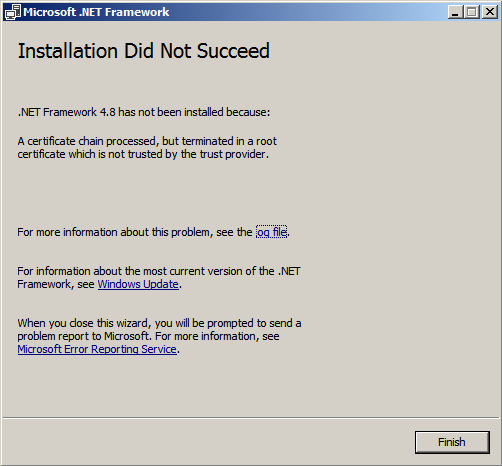 Microsoft .NET Framework
Installation Did Not Succeed
.NET Framework 4.8 has not been installed because:
A certificate chain processed, but terminated in a root
certificate which is not trusted by the trust provider.
For more information about this problem, see the og file.
For information about the most current version of the .NET
Framework, see Windows Update.
When you close this wizard, you will be prompted to send a
problem report to Microsoft. For more information, see
Microsoft Error Reporting Service.
Finish